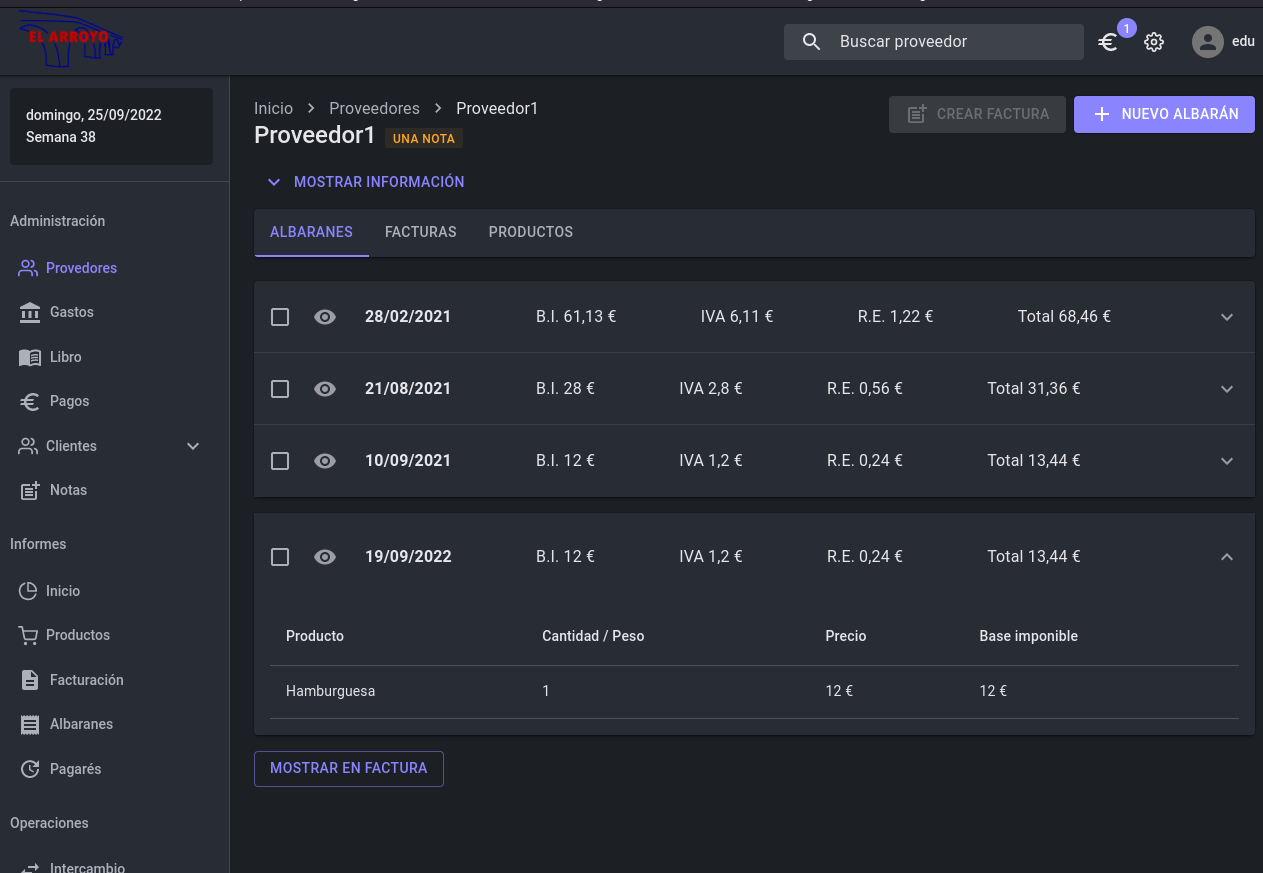 EL ARROYO
Buscar proveedor
1
edu
domingo, 25/09/2022
Semana 38
Administración
Provedores
Gastos
Libro
Pagos
Clientes
Notas
Informes
Inicio
Productos
Facturación
Albaranes
Pagarés
Operaciones
Intercambio
Inicio > Proveedores > Proveedor1
Proveedor1 UNA NOTA
CREAR FACTURA
NUEVO ALBARÁN
MOSTRAR INFORMACIÓN
ALBARANES FACTURAS PRODUCTOS
28/02/2021 B.I. 61,13 € IVA 6,11 € R.E. 1,22 € Total 68,46 €
21/08/2021 B.I. 28 € IVA 2,8 € R.E. 0,56 € Total 31,36 €
10/09/2021 B.I. 12 € IVA 1,2 € R.E. 0,24 € Total 13,44 €
19/09/2022 B.I. 12 € IVA 1,2 € R.E. 0,24 € Total 13,44 €
Producto Cantidad / Peso Precio Base imponible
Hamburguesa 1 12 € 12 €
MOSTRAR EN FACTURA